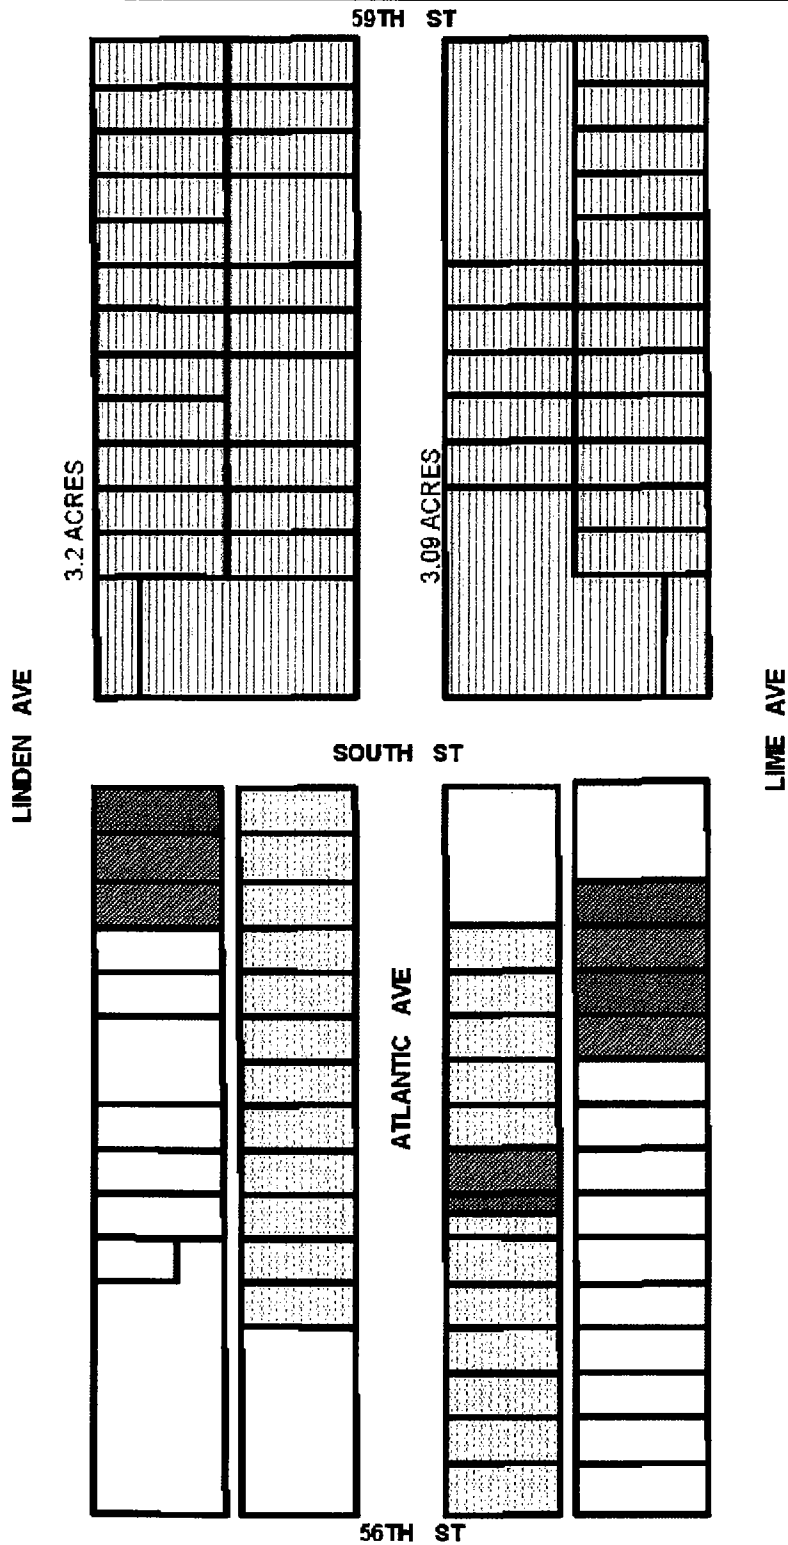 59TH ST
3.2 ACRES
3.09 ACRES
LINDEN AVE
LIME AVE
SOUTH ST
ATLANTIC AVE
56TH ST